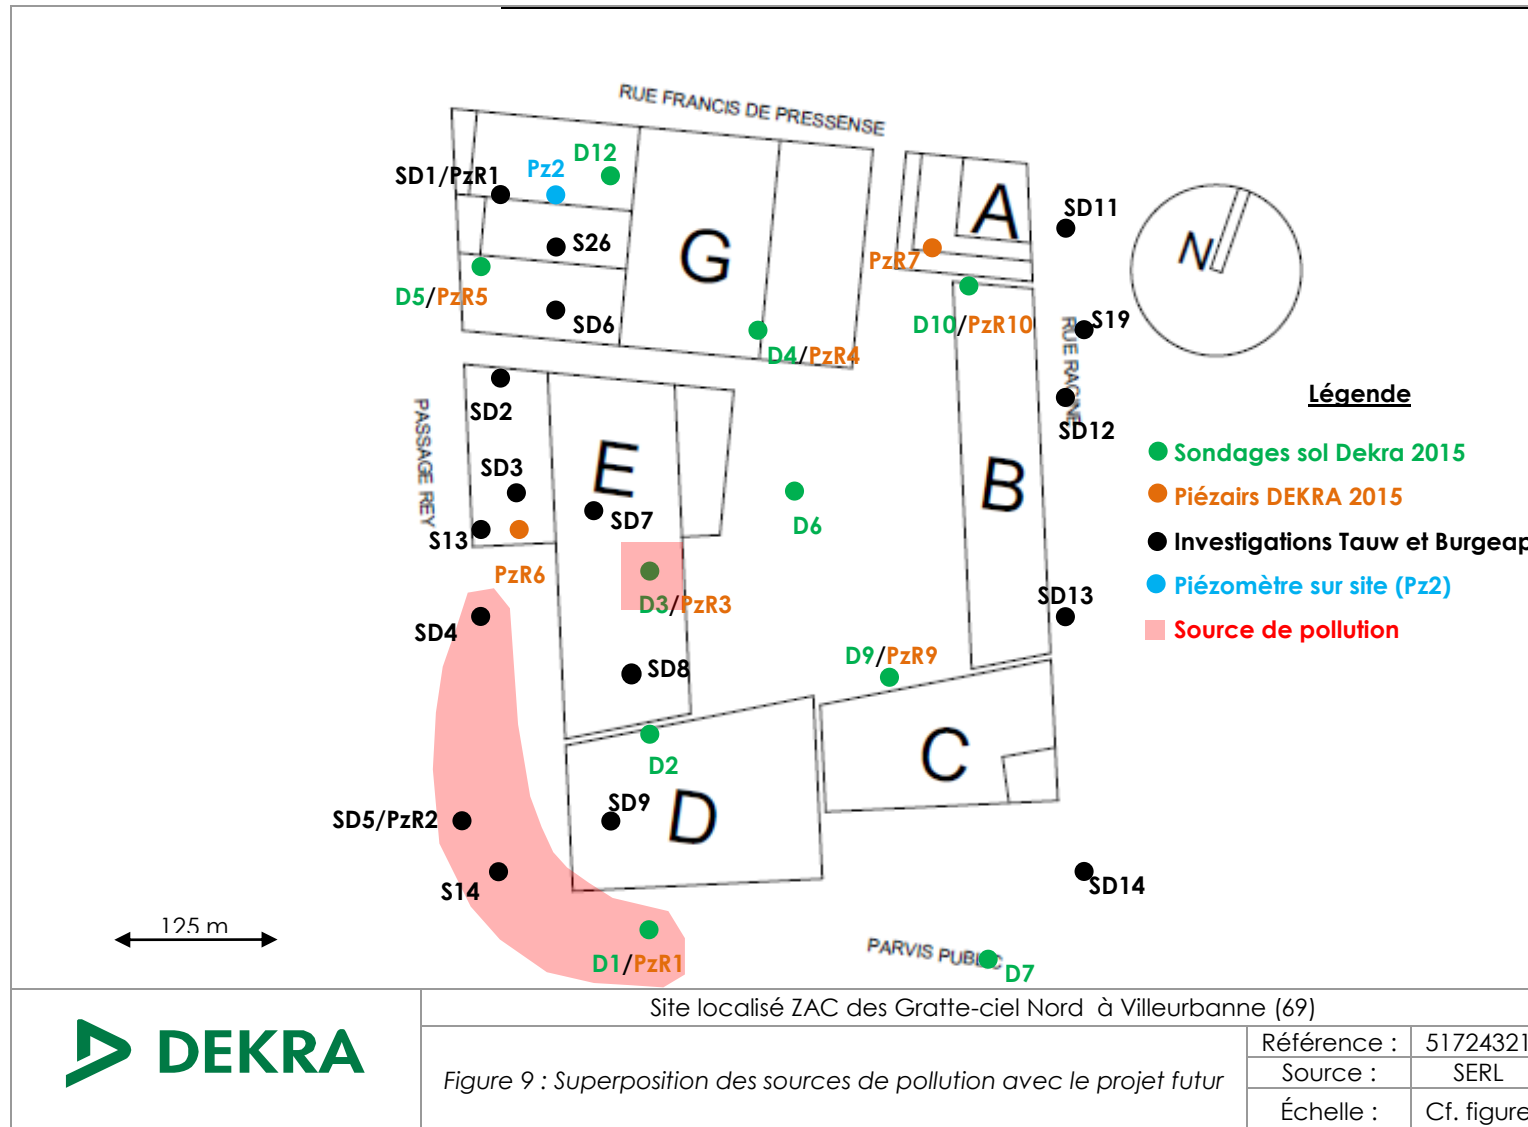 RUE FRANCIS DE PRESSENSE
D12
Pz2
SD1/PzR1
S26
G
A
SD11
N
PzR7
D5/PzR5
SD6
D10/PzR10
S19
D4/PzR4
RUE RACINE
SD2
PASSAGE REY
SD12
Légende
E
SD3
SD7
B
D6
S13
PzR6
Sondages sol Dekra 2015
Piézairs DEKRA 2015
Investigations Tauw et Burgeap
Piézomètre sur site (Pz2)
Source de pollution
D3/PzR3
SD13
SD4
D9/PzR9
SD8
D2
C
SD9
D
SD5/PzR2
S14
SD14
125 m
D1/PzR1
PARVIS PUBLIC
D7
DEKRA
Site localisé ZAC des Gratte-ciel Nord à Villeurbanne (69)
Figure 9 : Superposition des sources de pollution avec le projet futur
Référence : 51724321
Source : SERL
Échelle : Cf. figure